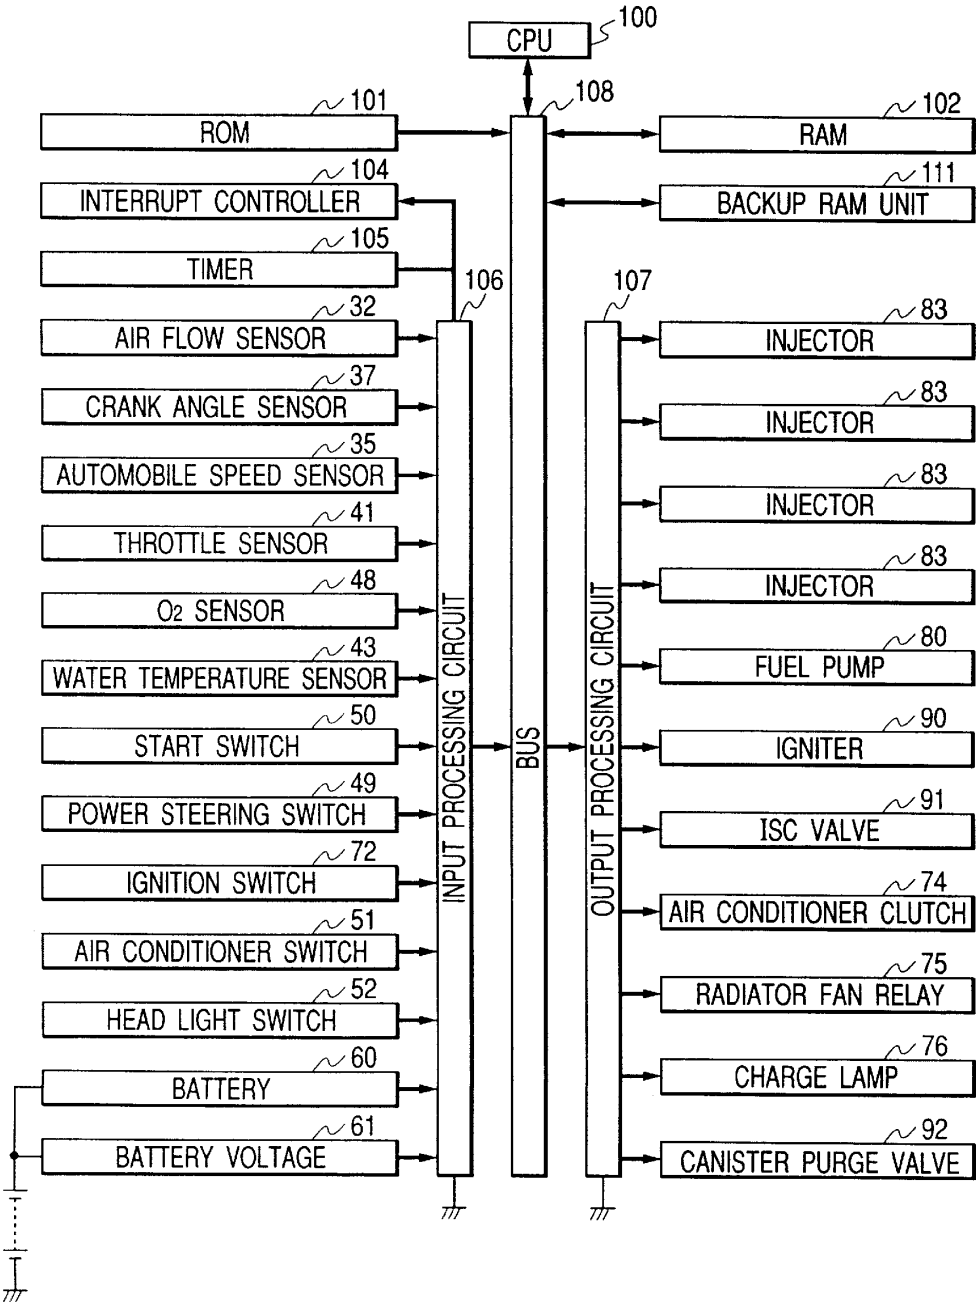 100
CPU
108
101
ROM
102
RAM
104
INTERRUPT CONTROLLER
111
BACKUP RAM UNIT
105
TIMER
106
107
32
AIR FLOW SENSOR
83
INJECTOR
37
CRANK ANGLE SENSOR
83
INJECTOR
35
AUTOMOBILE SPEED SENSOR
83
INJECTOR
41
THROTTLE SENSOR
83
INJECTOR
48
O2 SENSOR
80
FUEL PUMP
43
WATER TEMPERATURE SENSOR
90
IGNITER
50
START SWITCH
INPUT PROCESSING CIRCUIT
BUS
OUTPUT PROCESSING CIRCUIT
49
POWER STEERING SWITCH
91
ISC VALVE
72
IGNITION SWITCH
74
AIR CONDITIONER CLUTCH
51
AIR CONDITIONER SWITCH
75
RADIATOR FAN RELAY
52
HEAD LIGHT SWITCH
76
CHARGE LAMP
60
BATTERY
61
BATTERY VOLTAGE
92
CANISTER PURGE VALVE